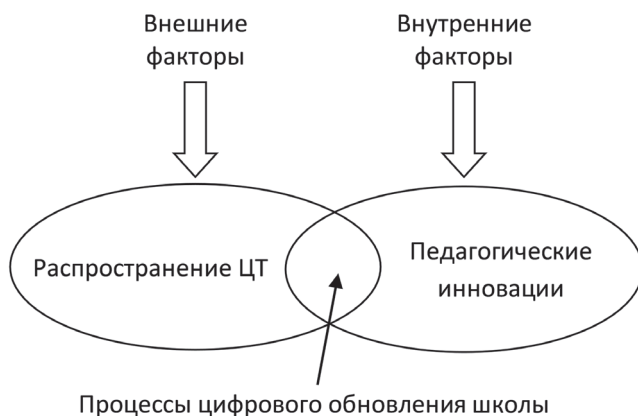 Внешние
факторы
Внутренние
факторы
Распространение ЦТ
Педагогические
инновации
Процессы цифрового обновления школы